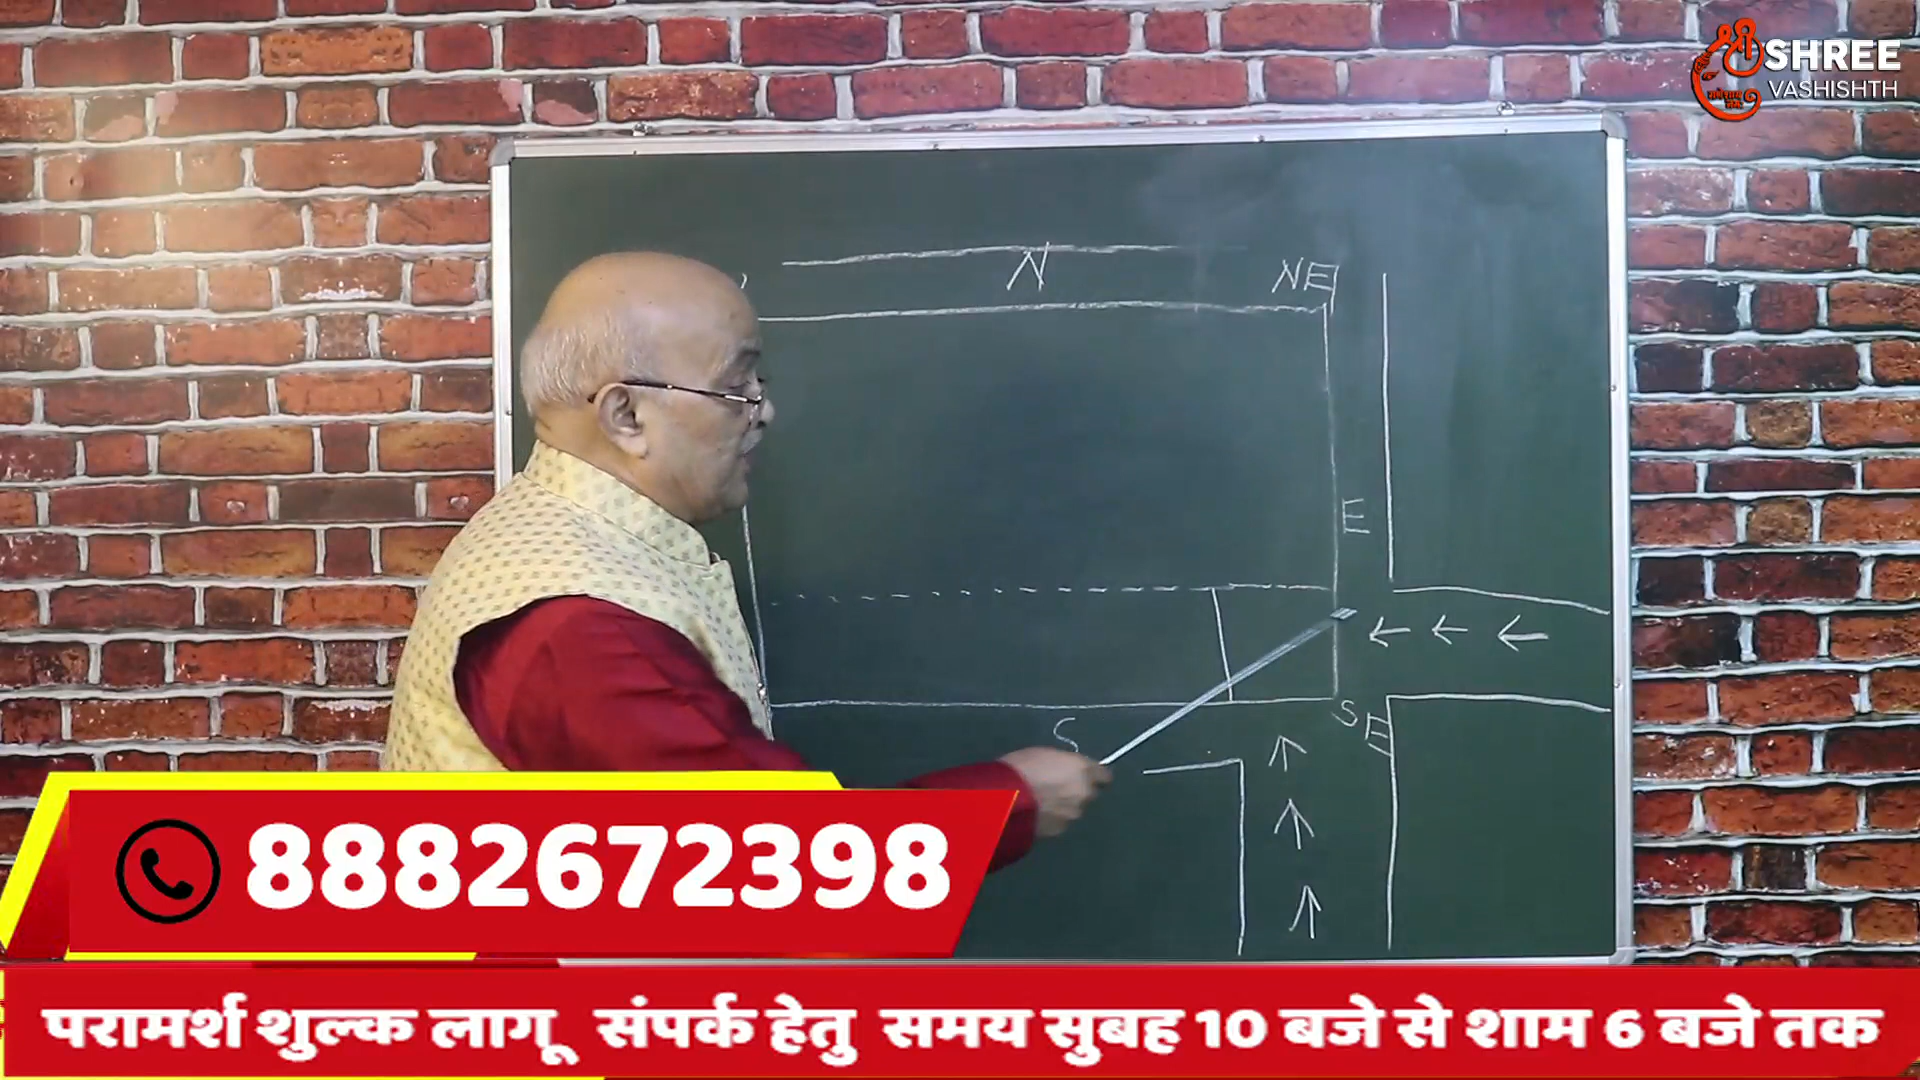 श्री SHREE
VASHISHTH
N
NE
E
S
SE
8882672398
परामर्श शुल्क लागू संपर्क हेतु समय सुबह 10 बजे से शाम 6 बजे तक